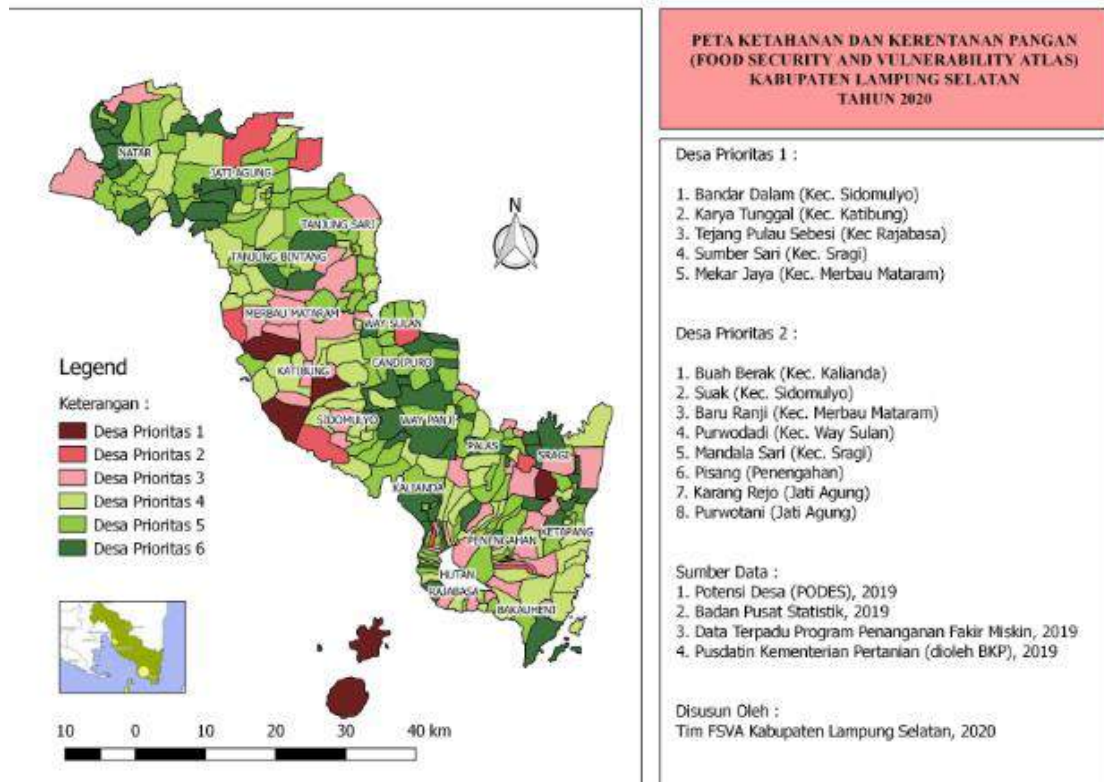 PETA KETAHANAN DAN KERENTANAN PANGAN
(FOOD SECURITY AND VULNERABILITY ATLAS)
KABUPATEN LAMPUNG SELATAN
TAHUN 2020
NATAR
JATI AGUNG
TANJUNG SARI
N
TANJUNG BINTANG
MERBAU MATARAM
WAY SULAN
KATIBUNG
CANDIPURO
SIDOMULYO
WAY PANJI
PALAS
SRAGI
KALIANDA
KETAPANG
PENENGAHAN
HUTAN
RAJABASA
BAKAUHENI
Legend
Keterangan :
Desa Prioritas 1
Desa Prioritas 2
Desa Prioritas 3
Desa Prioritas 4
Desa Prioritas 5
Desa Prioritas 6
10 0 10 20 30 40 km
Desa Prioritas 1 :
1. Bandar Dalam (Kec. Sidomulyo)
2. Karya Tunggal (Kec. Katibung)
3. Tejang Pulau Sebesi (Kec Rajabasa)
4. Sumber Sari (Kec. Sragi)
5. Mekar Jaya (Kec. Merbau Mataram)
Desa Prioritas 2 :
1. Buah Berak (Kec. Kalianda)
2. Suak (Kec. Sidomulyo)
3. Baru Ranji (Kec. Merbau Mataram)
4. Purwodadi (Kec. Way Sulan)
5. Mandala Sari (Kec. Sragi)
6. Pisang (Penengahan)
7. Karang Rejo (Jati Agung)
8. Purwotani (Jati Agung)
Sumber Data :
1. Potensi Desa (PODES), 2019
2. Badan Pusat Statistik, 2019
3. Data Terpadu Program Penanganan Fakir Miskin, 2019
4. Pusdatin Kementerian Pertanian (dioleh BKP), 2019
Disusun Oleh :
Tim FSVA Kabupaten Lampung Selatan, 2020